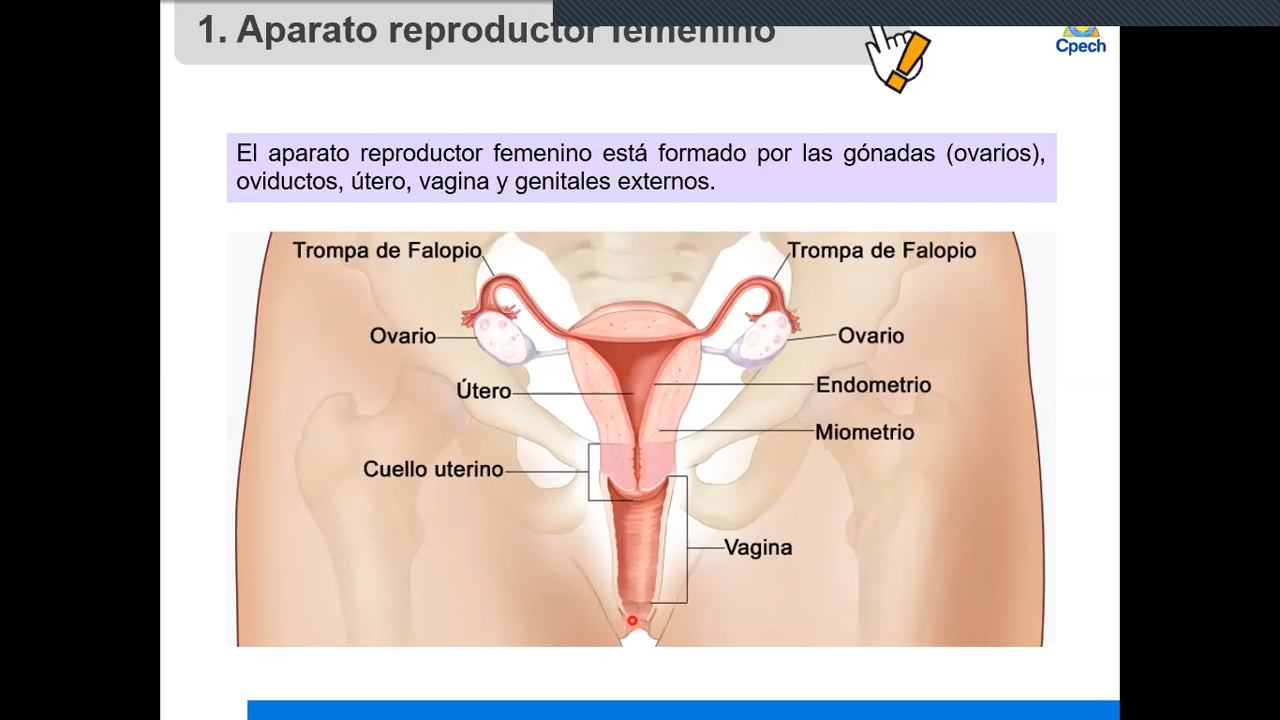 1. Aparato reproductor femenino
Cpech
El aparato reproductor femenino está formado por las gónadas (ovarios),
oviductos, útero, vagina y genitales externos.
Trompa de Falopio
Trompa de Falopio
Ovario
Ovario
Útero
Endometrio
Miometrio
Cuello uterino
Vagina